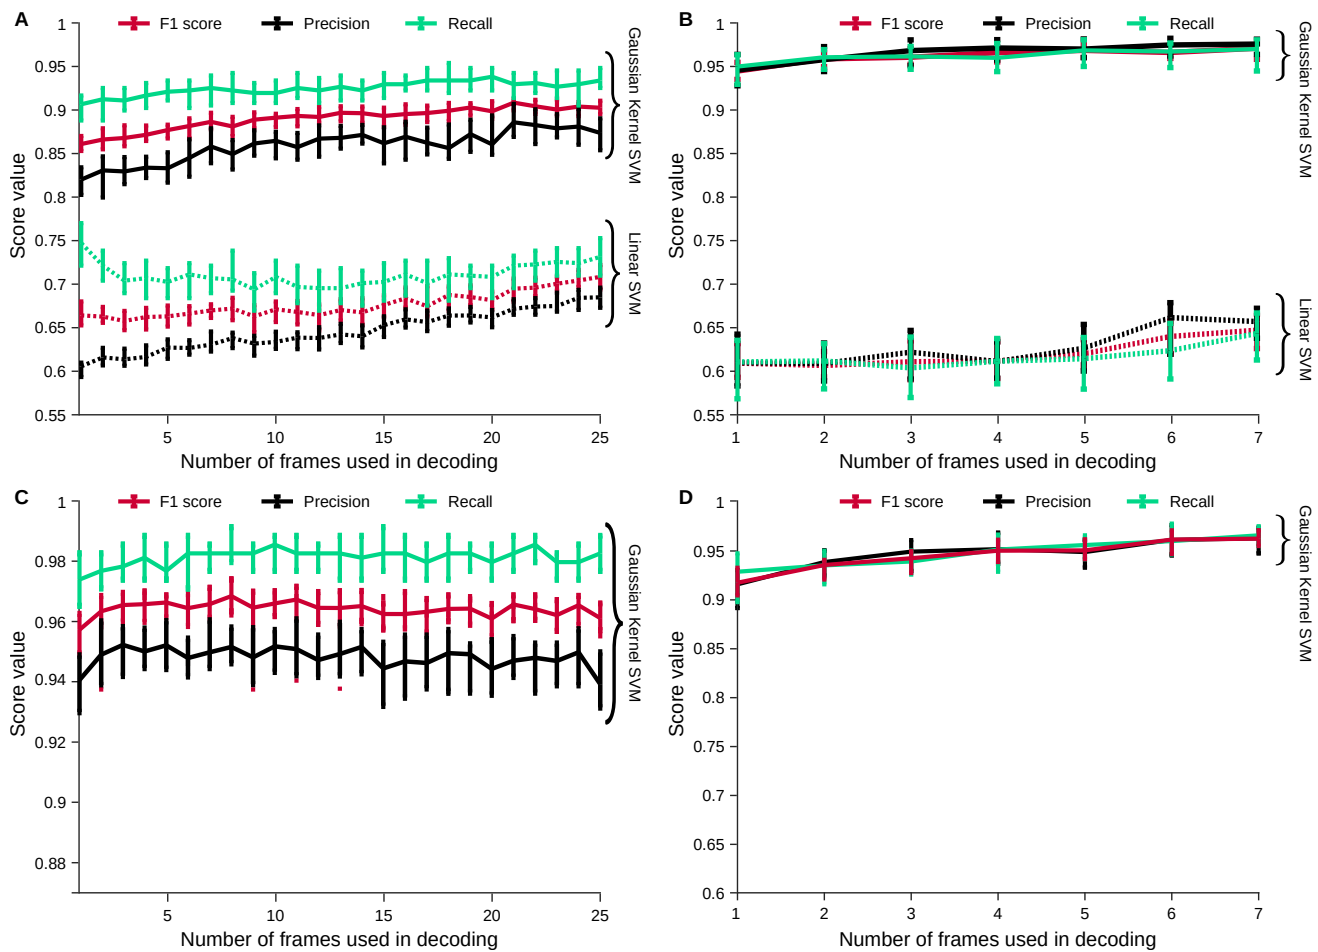 A
F1 score
Precision
Recall
1
0.95
0.9
0.85
0.8
0.75
0.7
0.65
0.6
0.55
Score value
Gaussian Kernel SVM
Linear SVM
5
10
15
20
25
Number of frames used in decoding
B
F1 score
Precision
Recall
1
0.95
0.9
0.85
0.8
0.75
0.7
0.65
0.6
0.55
Score value
Gaussian Kernel SVM
Linear SVM
1
2
3
4
5
6
7
Number of frames used in decoding
C
F1 score
Precision
Recall
1
0.98
0.96
0.94
0.92
0.9
0.88
Score value
Gaussian Kernel SVM
5
10
15
20
25
Number of frames used in decoding
D
F1 score
Precision
Recall
1
0.95
0.9
0.85
0.8
0.75
0.7
0.65
0.6
Score value
Gaussian Kernel SVM
1
2
3
4
5
6
7
Number of frames used in decoding